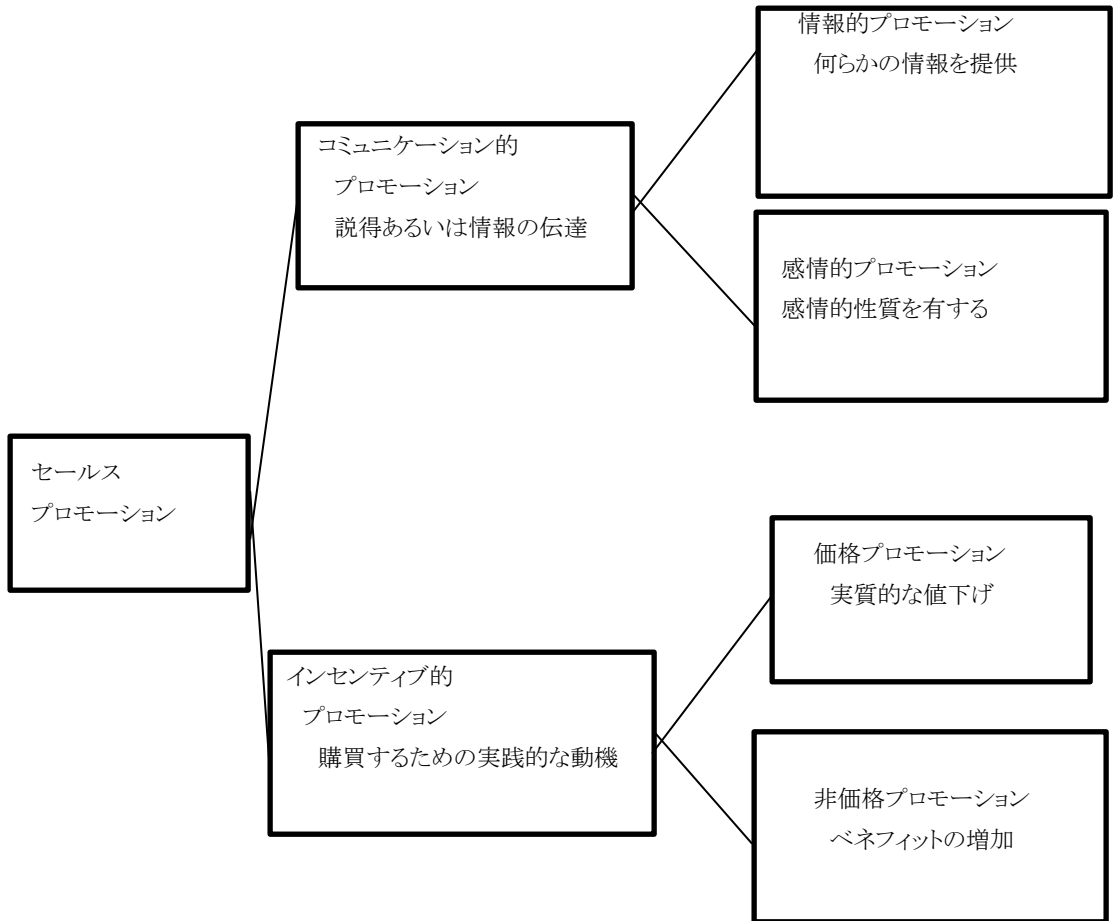 情報的プロモーション
何らかの情報を提供
コミュニケーション的
プロモーション
説得あるいは情報の伝達
感情的プロモーション
感情的性質を有する
セールス
プロモーション
価格プロモーション
実質的な値下げ
インセンティブ的
プロモーション
購買するための実践的な動機
非価格プロモーション
ベネフィットの増加